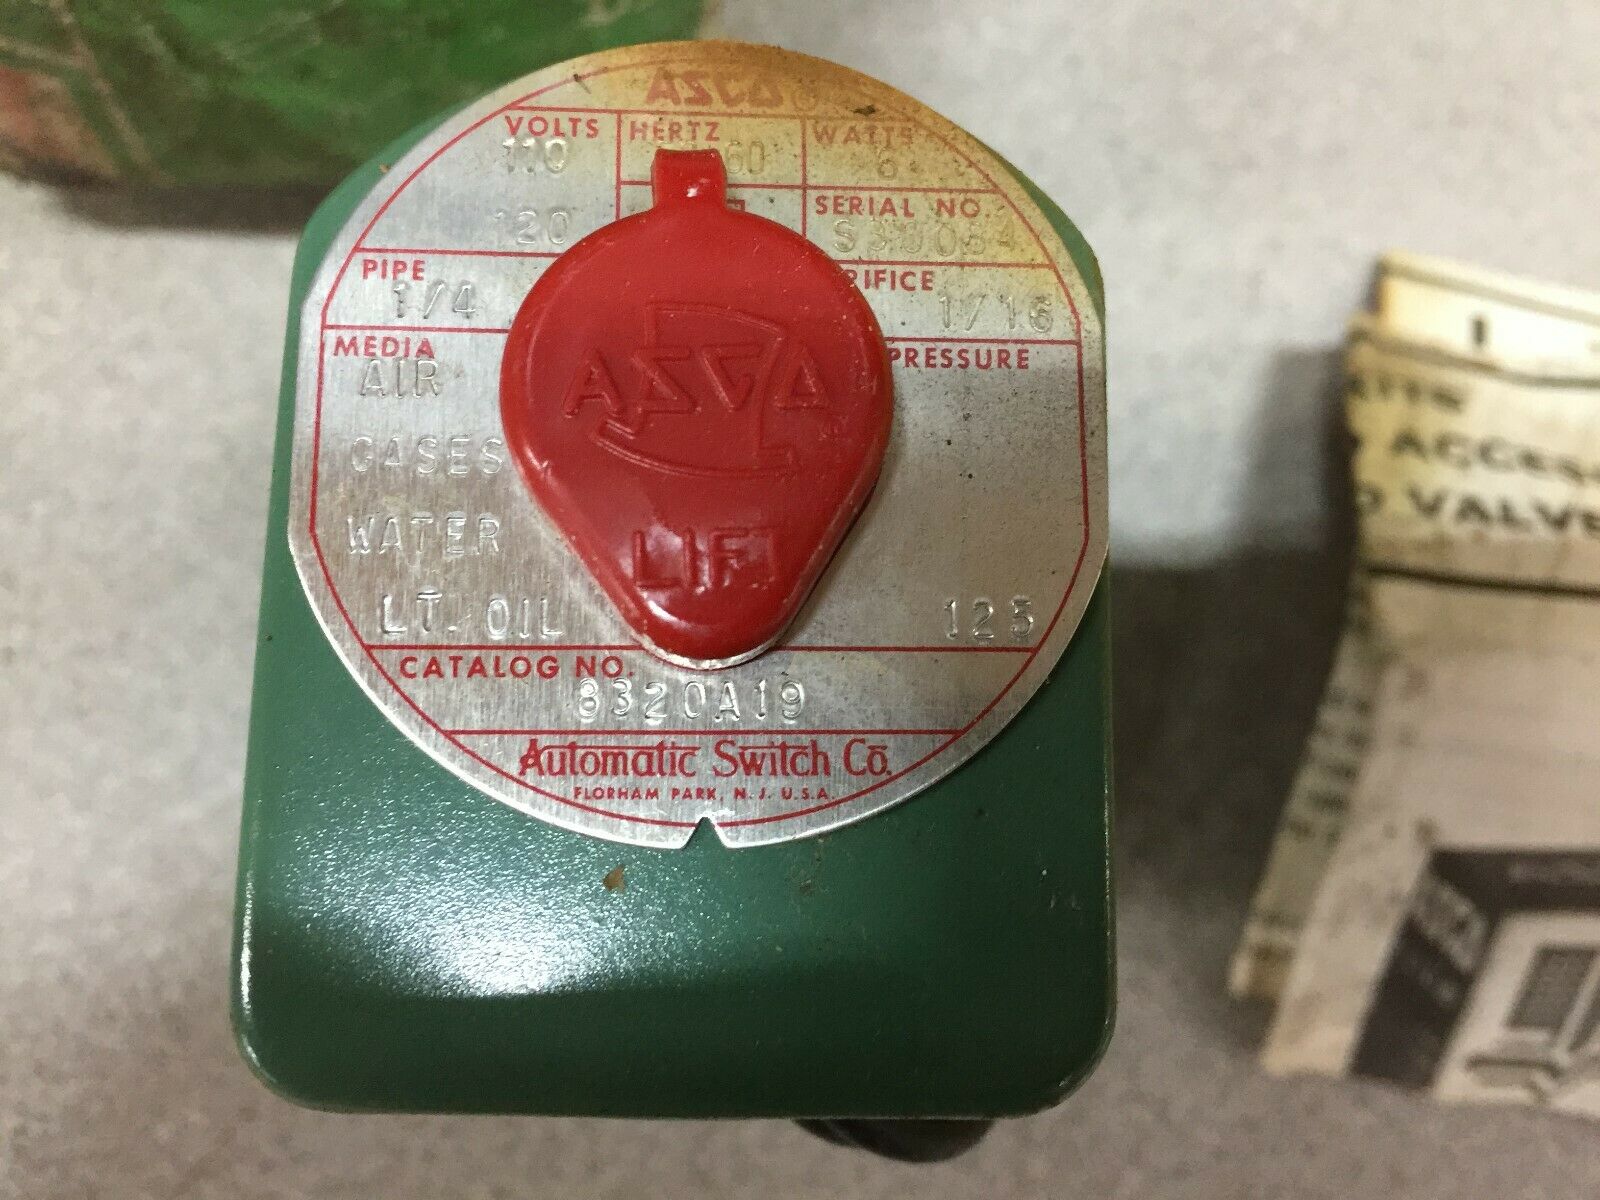 ASCO®
VOLTS HERTZ WATTS
110 60 6
SERIAL NO.
120
PIPE
1/4 1/16
MEDIA PRESSURE
AIR
ASCO
GASES
WATER
LIFT
LT. OIL 125
CATALOG NO.
8320A19
Automatic Switch Co.
FLORHAM PARK, N. J. U.S.A.
VALVE